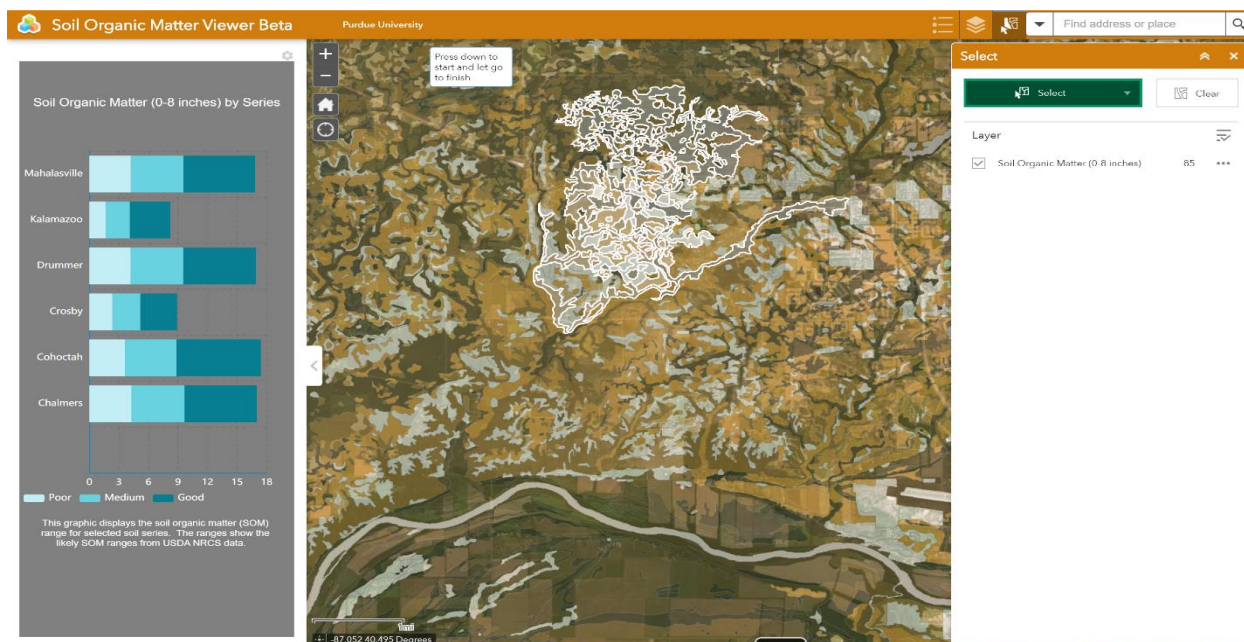 Soil Organic Matter Viewer Beta
Purdue University
Find address or place
Soil Organic Matter (0-8 inches) by Series
Mahalasville
Kalamazoo
Drummer
Crosby
Cohoctah
Chalmers
0 3 6 9 12 15 18
Poor Medium Good
This graphic displays the soil organic matter (SOM)
range for selected soil series. The ranges show the
likely SOM ranges from USDA NRCS data.
+
−
Press down to
start and let go
to finish
1mi
-87.052 40.495 Degrees
Select
Select
Clear
Layer
Soil Organic Matter (0-8 inches) 85